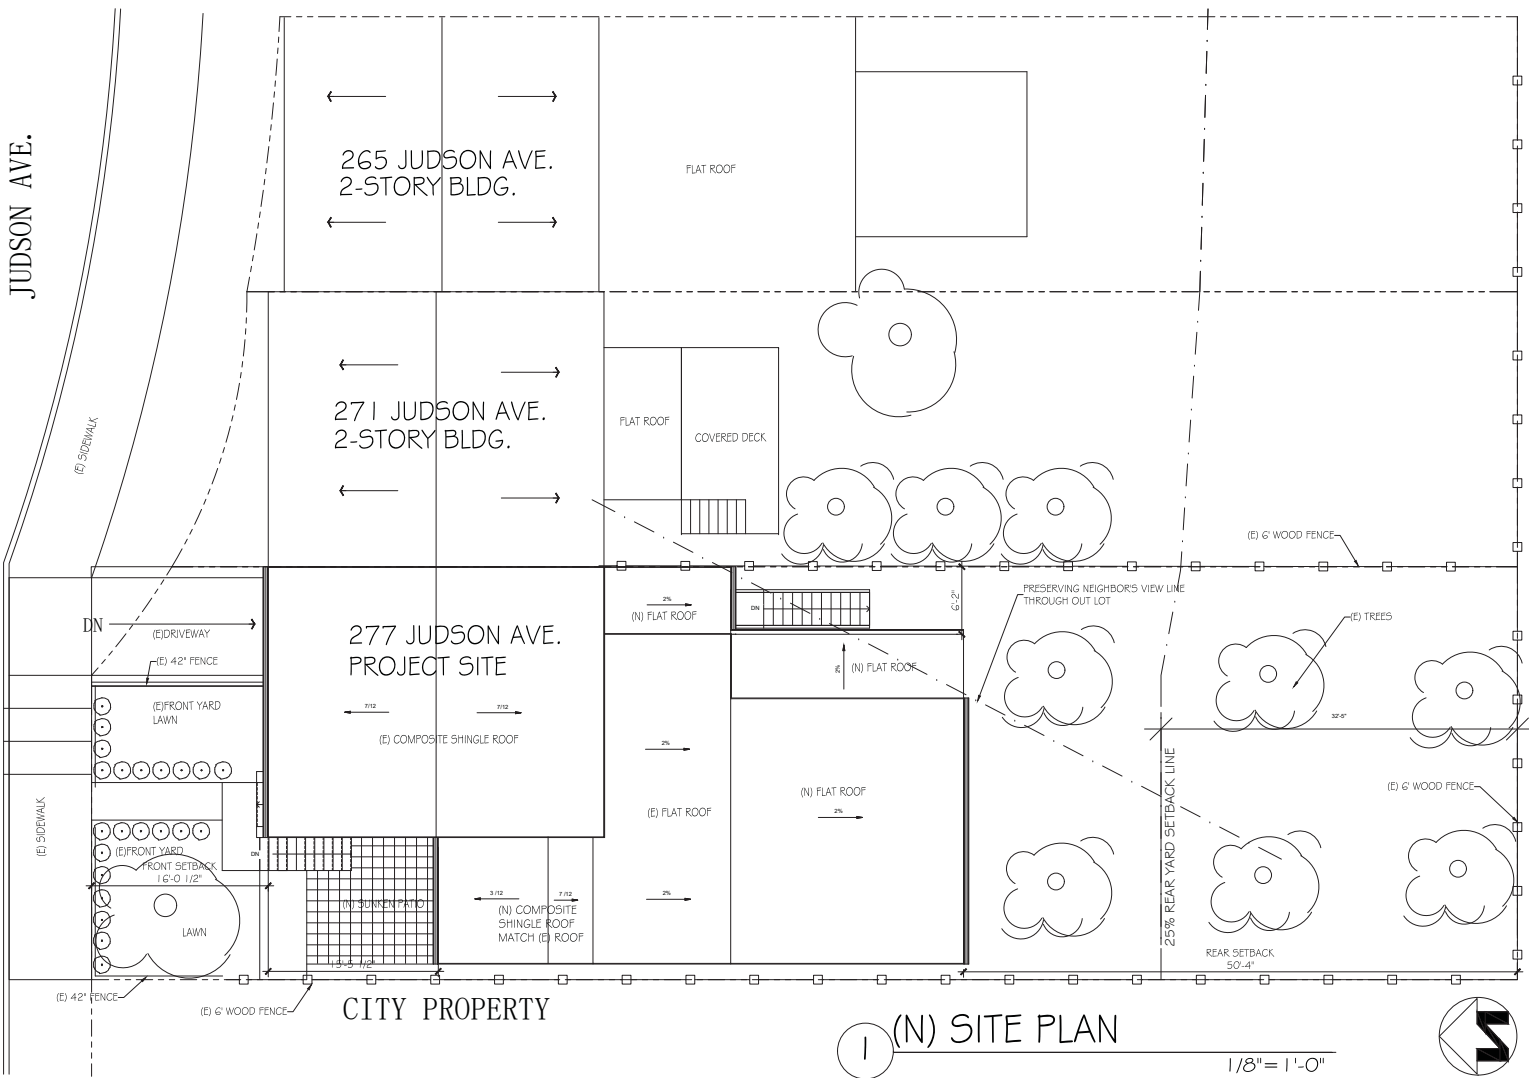 JUDSON AVE.
265 JUDSON AVE.
2-STORY BLDG.
FLAT ROOF
271 JUDSON AVE.
2-STORY BLDG.
FLAT ROOF
COVERED DECK
(E) SIDEWALK
(E) 6' WOOD FENCE
PRESERVING NEIGHBOR'S VIEW LINE
THROUGH OUT LOT
6'-2"
2%
(N) FLAT ROOF
DN
(E) TREES
DN
(E)DRIVEWAY
277 JUDSON AVE.
PROJECT SITE
(E) 42" FENCE
2%
(N) FLAT ROOF
(E)FRONT YARD
LAWN
7/12
7/12
(E) COMPOSITE SHINGLE ROOF
2%
32'-5"
25% REAR YARD SETBACK LINE
(E) 6' WOOD FENCE
(N) FLAT ROOF
2%
(E) FLAT ROOF
(E) SIDEWALK
(E)FRONT YARD
FRONT SETBACK
16'-0 1/2"
DN
LAWN
(N) SUNKEN PATIO
3 /12
7 /12
2%
(N) COMPOSITE
SHINGLE ROOF
MATCH (E) ROOF
15'-5 1/2"
REAR SETBACK
50'-4"
(E) 42" FENCE
(E) 6' WOOD FENCE
CITY PROPERTY
1
(N) SITE PLAN
1/8"= 1'-0"